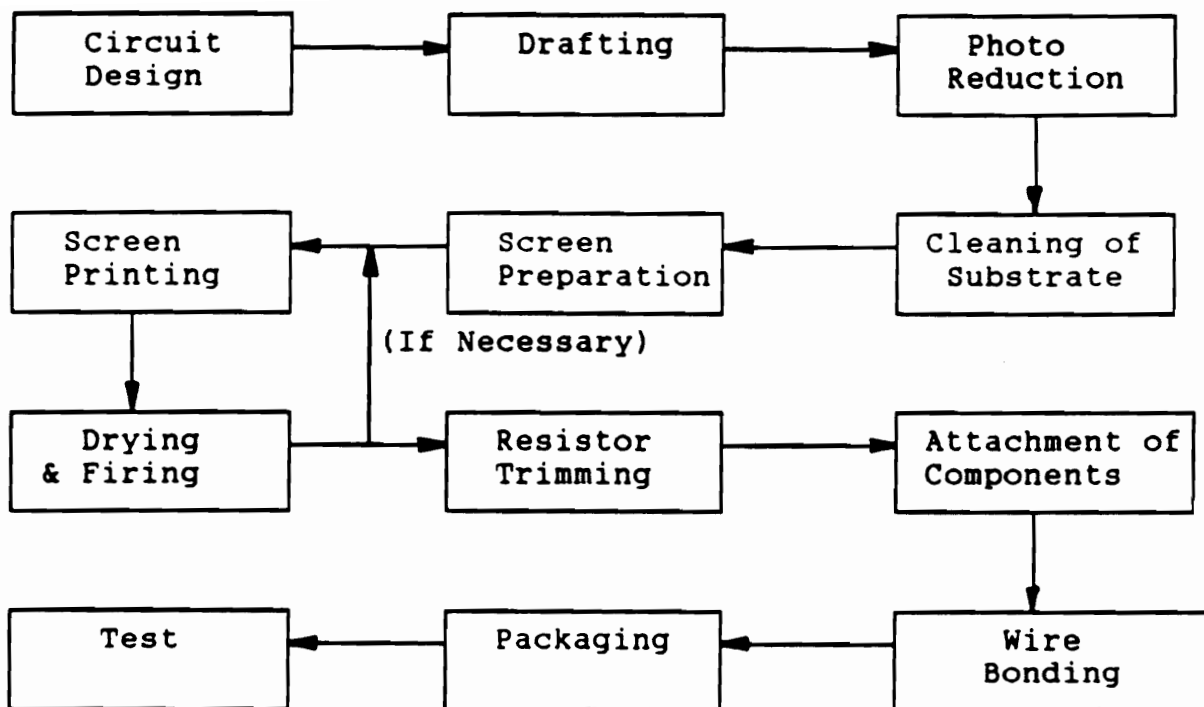 Circuit
Design
Drafting
Photo
Reduction
Screen
Printing
Screen
Preparation
Cleaning of
Substrate
(If Necessary)
Drying
& Firing
Resistor
Trimming
Attachment of
Components
Test
Packaging
Wire
Bonding